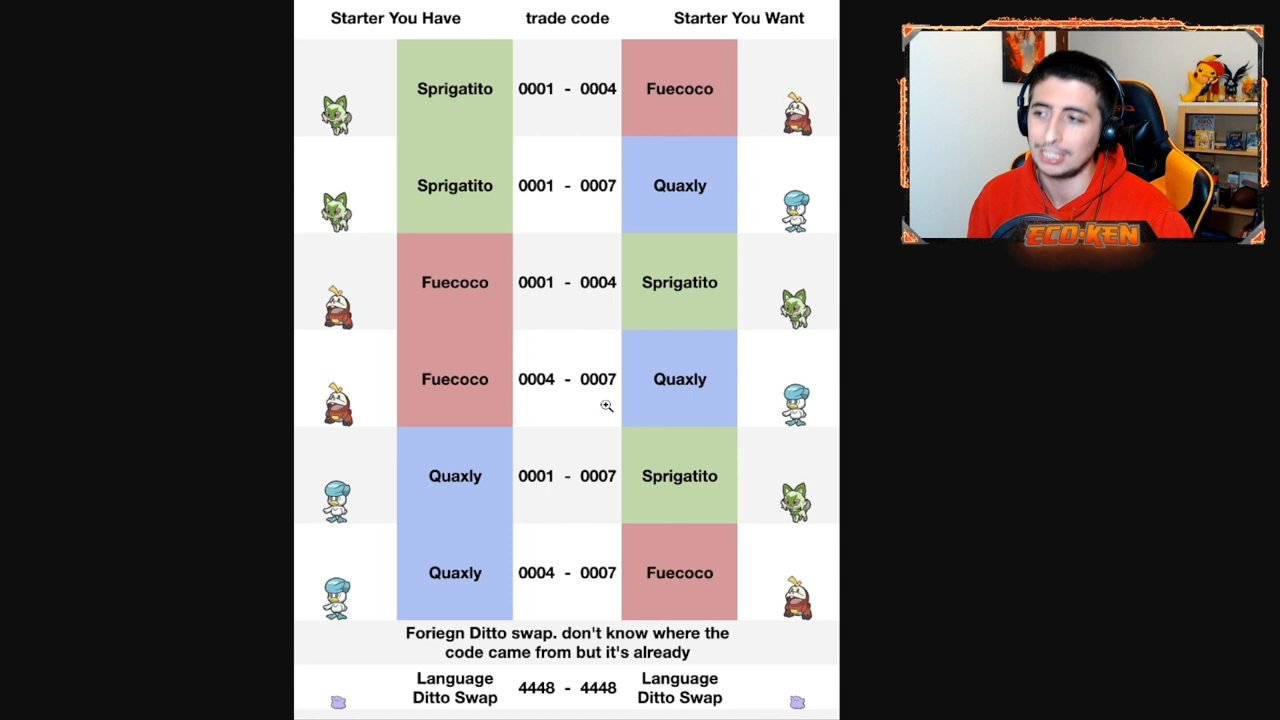 Starter You Have trade code Starter You Want
Sprigatito 0001 - 0004 Fuecoco
Sprigatito 0001 - 0007 Quaxly
Fuecoco 0001 - 0004 Sprigatito
Fuecoco 0004 - 0007 Quaxly
Quaxly 0001 - 0007 Sprigatito
Quaxly 0004 - 0007 Fuecoco
Foriegn Ditto swap. don't know where the
code came from but it's already
Language Ditto Swap 4448 - 4448 Language Ditto Swap
ECO-KEN